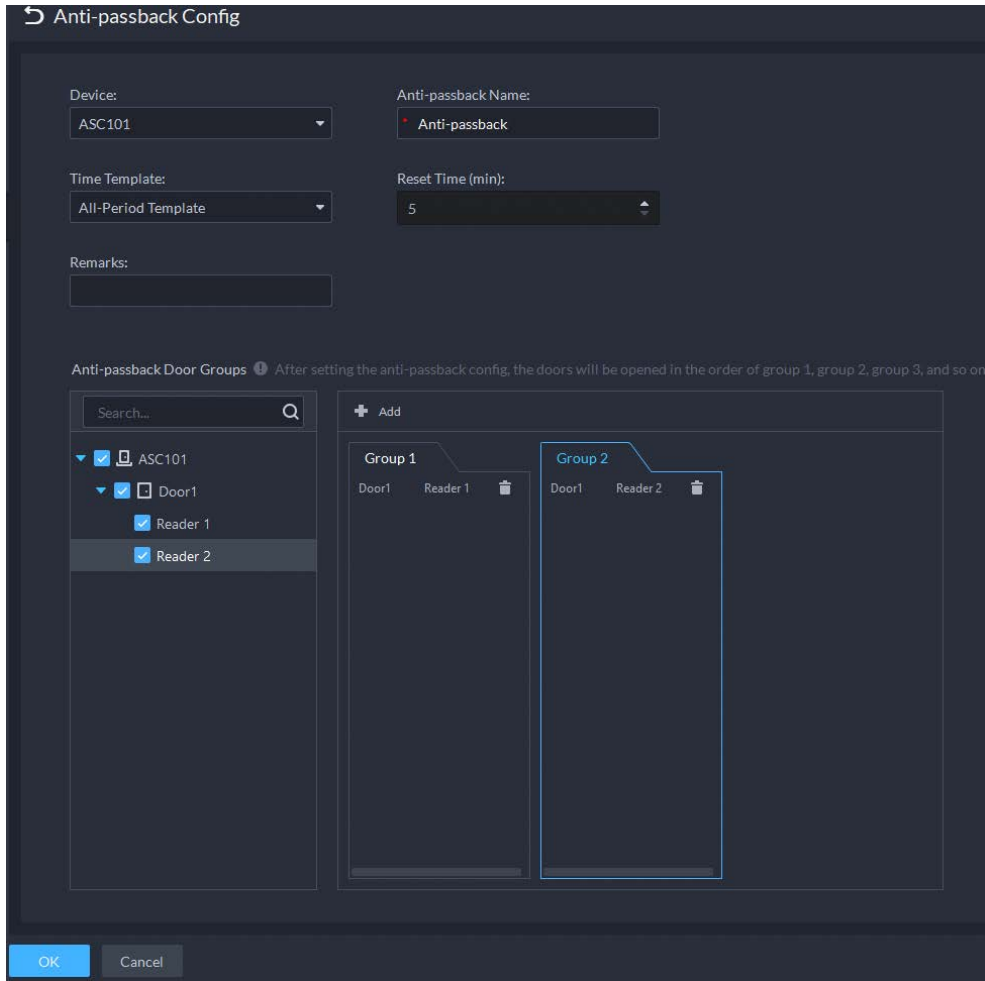 Anti-passback Config
Device:
Anti-passback Name:
ASC101
* Anti-passback
Time Template:
Reset Time (min):
All-Period Template
5
Remarks:
Anti-passback Door Groups ! After setting the anti-passback config, the doors will be opened in the order of group 1, group 2, group 3, and so on
Search...
Add
ASC101
Door1
Reader 1
Reader 2
Group 1
Door1 Reader 1
Group 2
Door1 Reader 2
OK
Cancel